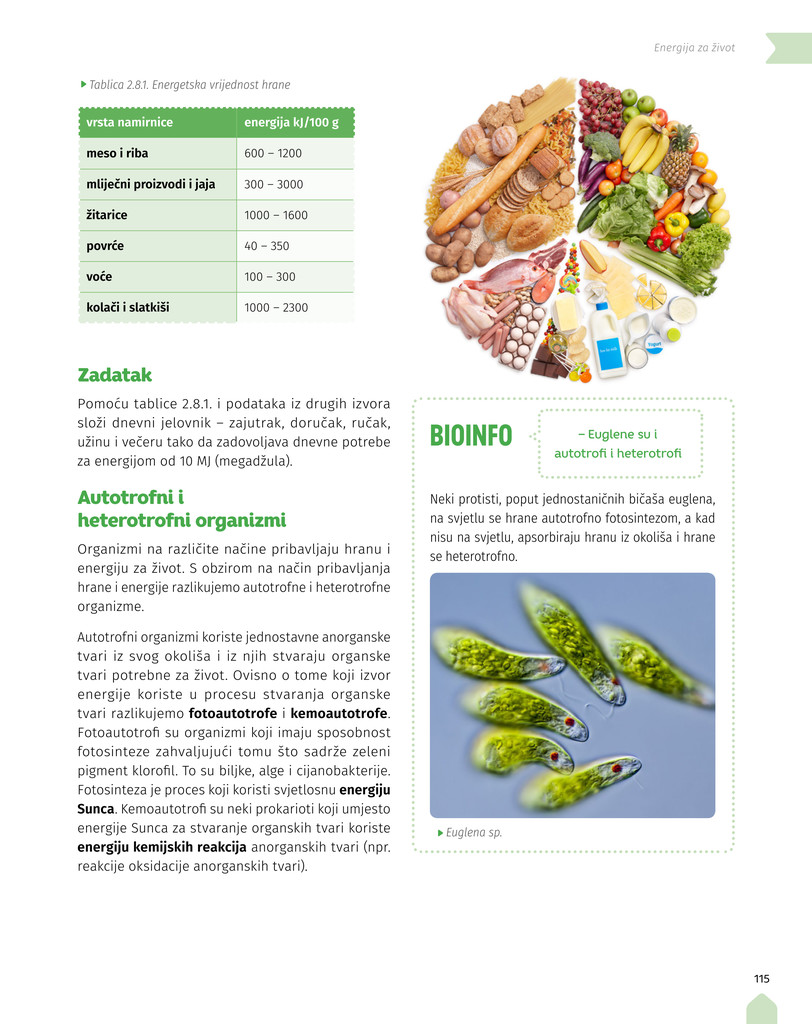 Energija za život
Tablica 2.8.1. Energetska vrijednost hrane
vrsta namirnice energija kJ/100 g
meso i riba 600 – 1200
mliječni proizvodi i jaja 300 – 3000
žitarice 1000 – 1600
povrće 40 – 350
voće 100 – 300
kolači i slatkiši 1000 – 2300
Zadatak
Pomoću tablice 2.8.1. i podataka iz drugih izvora
složi dnevni jelovnik – zajutrak, doručak, ručak,
užinu i večeru tako da zadovoljava dnevne potrebe
za energijom od 10 MJ (megadžula).
Autotrofni i
heterotrofni organizmi
Organizmi na različite načine pribavljaju hranu i
energiju za život. S obzirom na način pribavljanja
hrane i energije razlikujemo autotrofne i heterotrofne
organizme.
Autotrofni organizmi koriste jednostavne anorganske
tvari iz svog okoliša i iz njih stvaraju organske
tvari potrebne za život. Ovisno o tome koji izvor
energije koriste u procesu stvaranja organske
tvari razlikujemo fotoautotrofe i kemoautotrofe.
Fotoautotrofi su organizmi koji imaju sposobnost
fotosinteze zahvaljujući tomu što sadrže zeleni
pigment klorofil. To su biljke, alge i cijanobakterije.
Fotosinteza je proces koji koristi svjetlosnu energiju
Sunca. Kemoautotrofi su neki prokarioti koji umjesto
energije Sunca za stvaranje organskih tvari koriste
energiju kemijskih reakcija anorganskih tvari (npr.
reakcije oksidacije anorganskih tvari).
BIOINFO
– Euglene su i
autotrofi i heterotrofi
Neki protisti, poput jednostaničnih bičaša euglena,
na svjetlu se hrane autotrofno fotosintezom, a kad
nisu na svjetlu, apsorbiraju hranu iz okoliša i hrane
se heterotrofno.
Euglena sp.
115